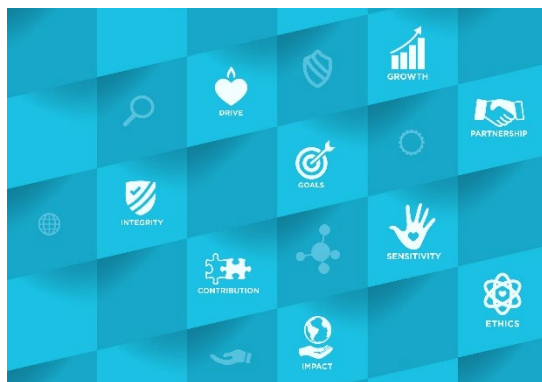 GROWTH
DRIVE
PARTNERSHIP
GOALS
INTEGRITY
SENSITIVITY
CONTRIBUTION
ETHICS
IMPACT